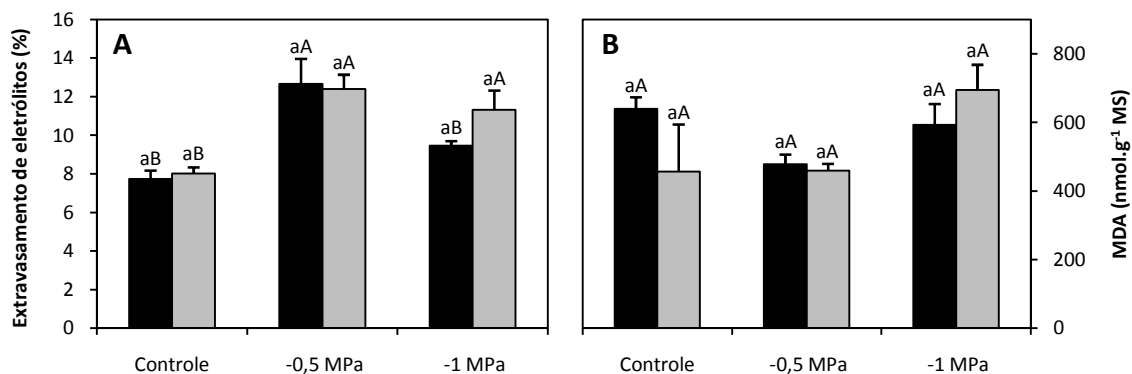 Extravasamento de eletrólitos (%)
16
14
12
10
8
6
4
2
0
A
aB
aB
aA
aA
aB
aA
Controle
-0,5 MPa
-1 MPa
B
aA
aA
aA
aA
aA
aA
Controle
-0,5 MPa
-1 MPa
800
600
400
200
0
MDA (nmol.g-¹ MS)